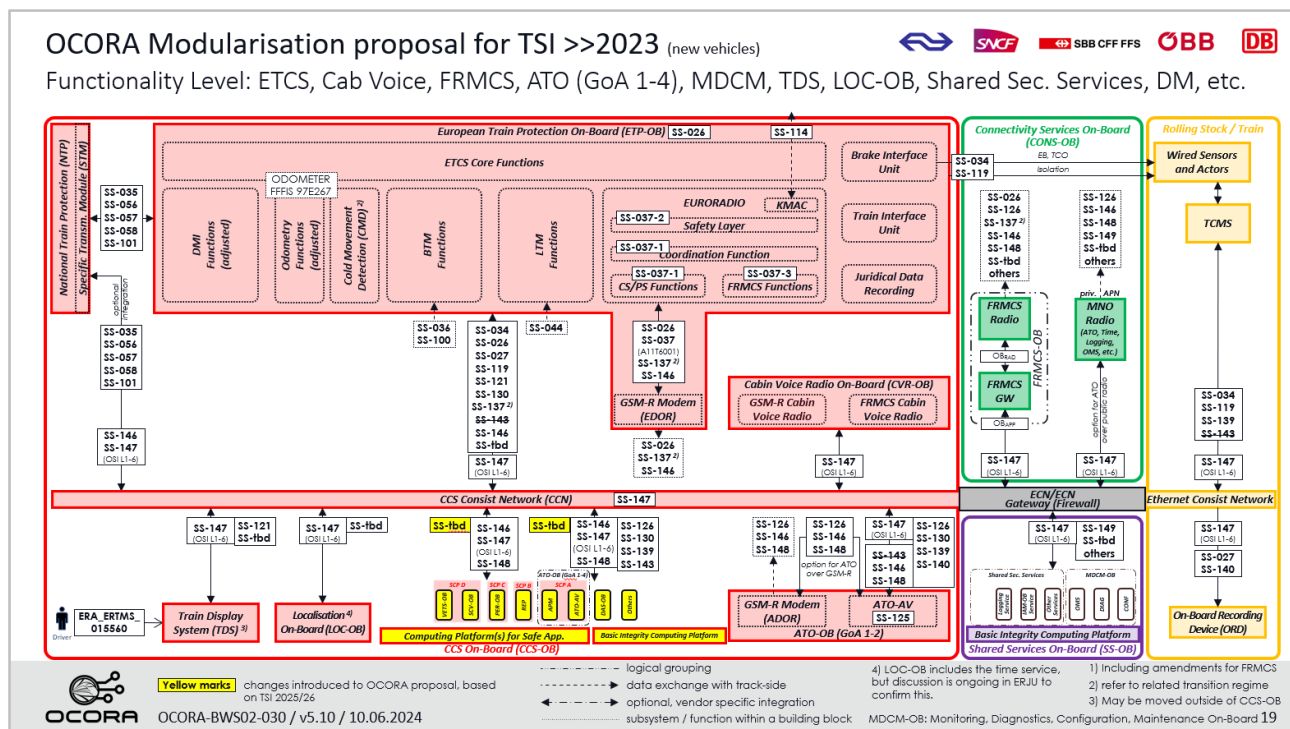 OCORA Modularisation proposal for TSI >>2023 (new vehicles)
SNCF
SBB CFF FFS
ÖBB
DB
Functionality Level: ETCS, Cab Voice, FRMCS, ATO (GoA 1-4), MDCM, TDS, LOC-OB, Shared Sec. Services, DM, etc.
National Train Protection (NTP)
Specific Transm. Module (STM)
SS-035
SS-056
SS-057
SS-058
SS-101
optional
integration
SS-035
SS-056
SS-057
SS-058
SS-101
SS-146
SS-147
(OSI L1-6)
European Train Protection On-Board (ETP-OB)
SS-026
SS-114
ETCS Core Functions
ODOMETER
FFFIS 97E267
DMI
Functions
(adjusted)
Odometry
Functions
(adjusted)
Cold Movement
Detection (CMD) 2)
BTM
Functions
LTM
Functions
EURORADIO
KMAC
SS-037-2
Safety Layer
SS-037-1
Coordination Function
SS-037-1
CS/PS Functions
SS-037-3
FRMCS Functions
Brake Interface
Unit
Train Interface
Unit
Juridical Data
Recording
SS-036
SS-100
SS-034
SS-026
SS-027
SS-119
SS-121
SS-130
SS-137 2)
SS-143
SS-146
SS-tbd
SS-147
(OSI L1-6)
SS-044
SS-026
SS-037
(A11T6001)
SS-137 2)
SS-146
GSM-R Modem
(EDOR)
SS-026
SS-137 2)
SS-146
Cabin Voice Radio On-Board (CVR-OB)
GSM-R Cabin
Voice Radio
FRMCS Cabin
Voice Radio
SS-147
(OSI L1-6)
SS-034
SS-119
EB, TCO
Isolation
Connectivity Services On-Board
(CONS-OB)
SS-026
SS-126
SS-137 2)
SS-146
SS-148
SS-tbd
others
SS-126
SS-146
SS-148
SS-149
SS-tbd
others
priv. APN
FRMCS
Radio
OBRAD
FRMCS
GW
OBAPP
FRMCS-OB
MNO
Radio
(ATO, Time,
Logging,
OMS, etc.)
option for ATO
over public radio
SS-147
(OSI L1-6)
SS-147
(OSI L1-6)
Rolling Stock / Train
Wired Sensors
and Actors
TCMS
SS-034
SS-119
SS-139
SS-143
SS-147
(OSI L1-6)
CCS Consist Network (CCN)
SS-147
ECN/ECN
Gateway (Firewall)
Ethernet Consist Network
SS-147
(OSI L1-6)
SS-121
SS-tbd
SS-147
(OSI L1-6)
SS-tbd
SS-tbd
SS-146
SS-147
(OSI L1-6)
SS-148
SS-tbd
SS-146
SS-147
(OSI L1-6)
SS-148
SS-126
SS-130
SS-139
SS-143
SS-126
SS-146
SS-148
SS-126
SS-146
SS-148
option for ATO
over GSM-R
SS-147
(OSI L1-6)
SS-143
SS-146
SS-148
SS-126
SS-130
SS-139
SS-140
SS-147
(OSI L1-6)
SS-149
SS-tbd
others
SS-147
(OSI L1-6)
SS-027
SS-140
Driver
ERA_ERTMS_
015560
Train Display
System (TDS) 3)
Localisation 4)
On-Board (LOC-OB)
SCP D
SCP C
SCP B
ATO-OB (GoA 1-4)
SCP A
VETS-OB
SCV-OB
PER-OB
REP
APM
ATO-AV
DAS-OB
Others
Computing Platform(s) for Safe App.
Basic Integrity Computing Platform
CCS On-Board (CCS-OB)
GSM-R Modem
(ADOR)
ATO-AV
SS-125
ATO-OB (GoA 1-2)
Shared Sec. Services
MDCM-OB
Logging
Service
IAM-OB
Service
Other
Services
OMS
DIAG
CONF
Basic Integrity Computing Platform
Shared Services On-Board (SS-OB)
On-Board Recording
Device (ORD)
OCORA
Yellow marks
changes introduced to OCORA proposal, based
on TSI 2025/26
OCORA-BWS02-030 / v5.10 / 10.06.2024
logical grouping
data exchange with track-side
optional, vendor specific integration
subsystem / function within a building block
4) LOC-OB includes the time service,
but discussion is ongoing in ERJU to
confirm this.
1) Including amendments for FRMCS
2) refer to related transition regime
3) May be moved outside of CCS-OB
MDCM-OB: Monitoring, Diagnostics, Configuration, Maintenance On-Board 19